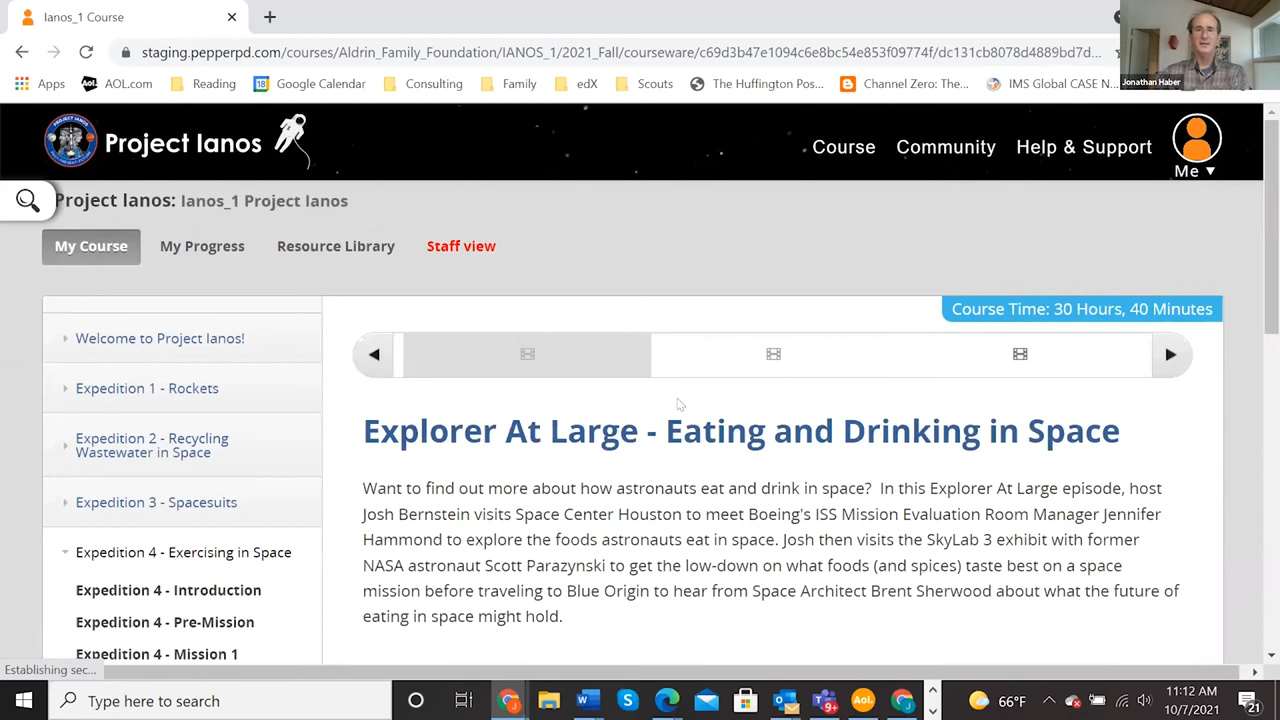 Ianos_1 Course
staging.pepperpd.com/courses/Aldrin_Family_Foundation/IANOS_1/2021_Fall/courseware/c69d3b47e1094c6e8bc54e853f09774f/dc131cb8078d4889bd7d...
Jonathan Haber
Apps
AOL.com
Reading
Google Calendar
Consulting
Family
edX
Scouts
The Huffington Pos...
Channel Zero: The...
IMS Global CASE N...
Project Ianos
Course
Community
Help & Support
Me ▼
Project Ianos: Ianos_1 Project Ianos
My Course
My Progress
Resource Library
Staff view
Course Time: 30 Hours, 40 Minutes
Welcome to Project Ianos!
Expedition 1 - Rockets
Expedition 2 - Recycling
Wastewater in Space
Expedition 3 - Spacesuits
Expedition 4 - Exercising in Space
Expedition 4 - Introduction
Expedition 4 - Pre-Mission
Expedition 4 - Mission 1
Explorer At Large - Eating and Drinking in Space
Want to find out more about how astronauts eat and drink in space? In this Explorer At Large episode, host
Josh Bernstein visits Space Center Houston to meet Boeing's ISS Mission Evaluation Room Manager Jennifer
Hammond to explore the foods astronauts eat in space. Josh then visits the SkyLab 3 exhibit with former
NASA astronaut Scott Parazynski to get the low-down on what foods (and spices) taste best on a space
mission before traveling to Blue Origin to hear from Space Architect Brent Sherwood about what the future of
eating in space might hold.
Establishing sec...
Type here to search
66°F
11:12 AM
10/7/2021
21